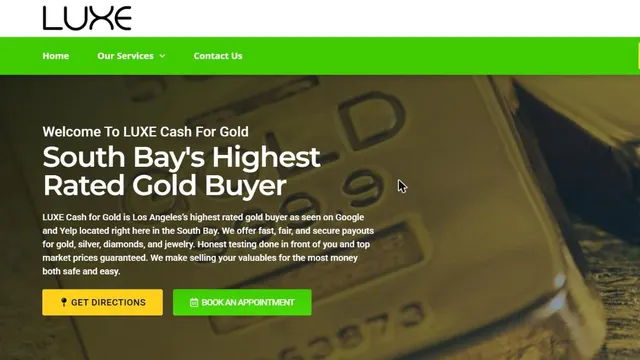 LUXE
Home Our Services Contact Us
Welcome To LUXE Cash For Gold
South Bay's Highest
Rated Gold Buyer
LUXE Cash for Gold is Los Angeles's highest rated gold buyer as seen on Google
and Yelp located right here in the South Bay. We offer fast, fair, and secure payouts
for gold, silver, diamonds, and jewelry. Honest testing done in front of you and top
market prices guaranteed. We make selling your valuables for the most money
both safe and easy.
GET DIRECTIONS BOOK AN APPOINTMENT
GOLD
999.9
63873